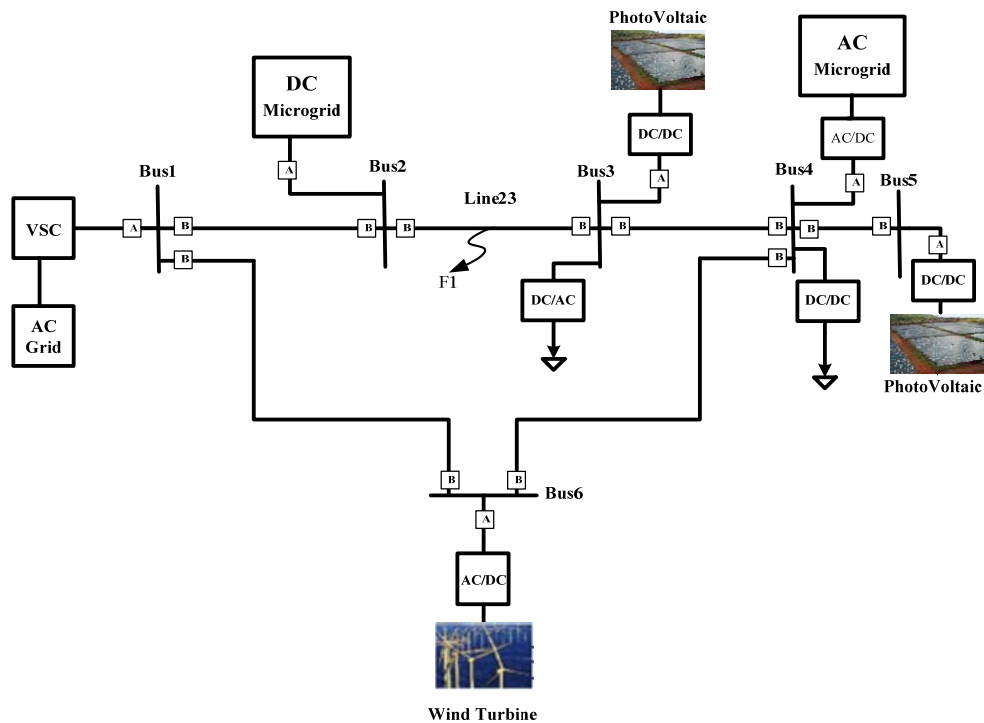 PhotoVoltaic
AC
Microgrid
DC
Microgrid
DC/DC
AC/DC
Bus1
A
Bus2
Bus3
A
Bus4
A
Bus5
VSC
A
B
B
B
Line23
B
B
B
B
B
A
B
B
B
F1
DC/AC
DC/DC
DC/DC
AC
Grid
PhotoVoltaic
B
B
Bus6
A
AC/DC
Wind Turbine